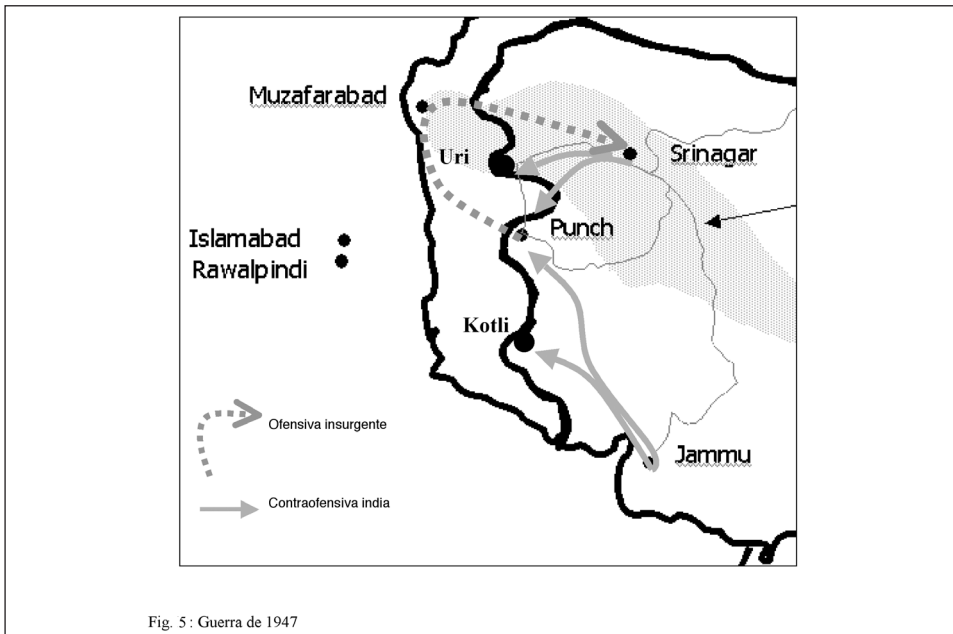 Muzafarabad
Uri
Srinagar
Islamabad
Rawalpindi
Punch
Kotli
Jammu
Ofensiva insurgente
Contraofensiva india
Fig. 5 : Guerra de 1947